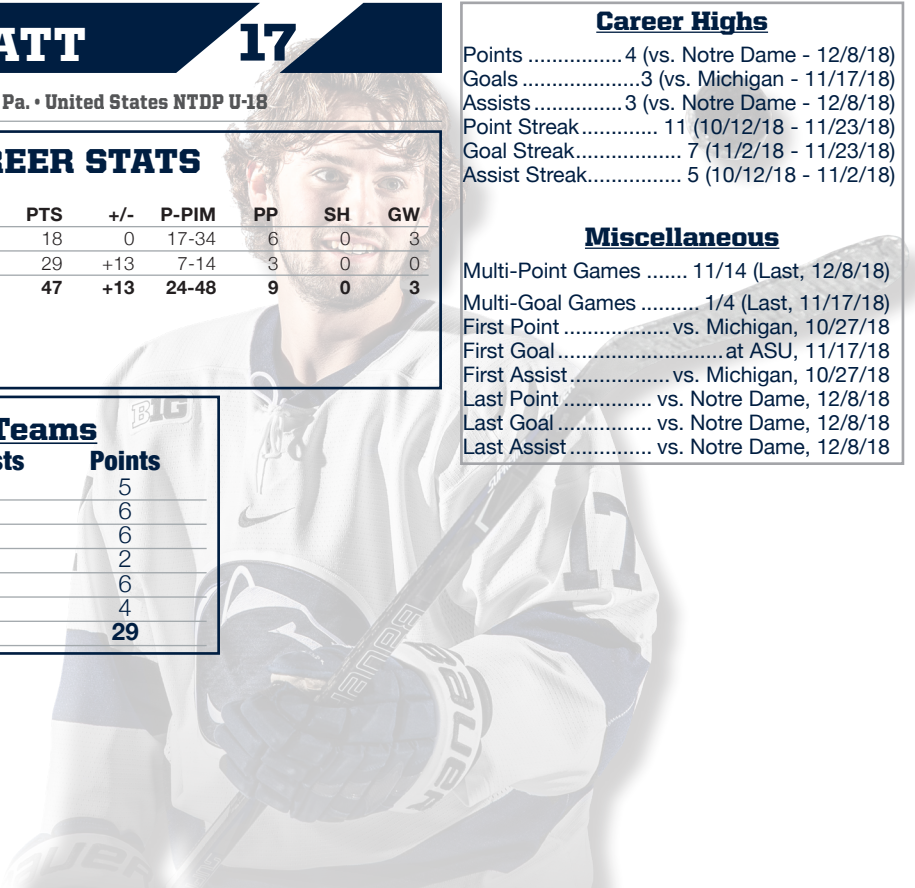 ATT 17
Pa. • United States NTDP U-18
REER STATS
PTS +/- P-PIM PP SH GW
18 0 17-34 6 0 3
29 +13 7-14 3 0 0
47 +13 24-48 9 0 3
Teams
sts Points
5
6
6
2
6
4
29
Career Highs
Points ................ 4 (vs. Notre Dame - 12/8/18)
Goals ....................3 (vs. Michigan - 11/17/18)
Assists ............... 3 (vs. Notre Dame - 12/8/18)
Point Streak ............. 11 (10/12/18 - 11/23/18)
Goal Streak.................. 7 (11/2/18 - 11/23/18)
Assist Streak................ 5 (10/12/18 - 11/2/18)
Miscellaneous
Multi-Point Games ....... 11/14 (Last, 12/8/18)
Multi-Goal Games .......... 1/4 (Last, 11/17/18)
First Point .................. vs. Michigan, 10/27/18
First Goal ............................ at ASU, 11/17/18
First Assist ................. vs. Michigan, 10/27/18
Last Point ............... vs. Notre Dame, 12/8/18
Last Goal ................ vs. Notre Dame, 12/8/18
Last Assist .............. vs. Notre Dame, 12/8/18
B1G
17
BAUER
BAUER
BAUER